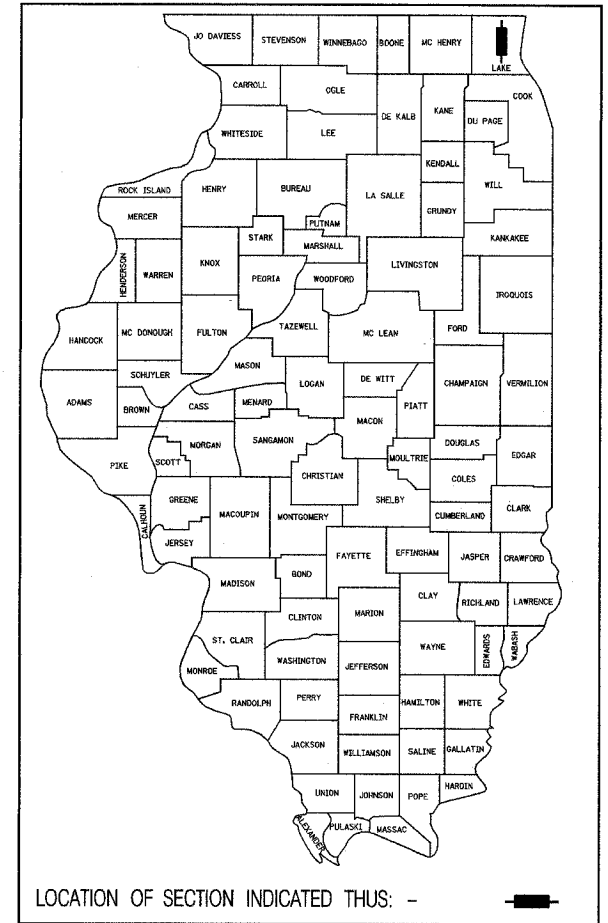 JO DAVIESS
STEVENSON
WINNEBAGO
BOONE
MC HENRY
LAKE
CARROLL
OGLE
COOK
DE KALB
KANE
DU PAGE
WHITESIDE
LEE
KENDALL
WILL
ROCK ISLAND
HENRY
BUREAU
LA SALLE
GRUNDY
MERCER
PUTNAM
KANKAKEE
STARK
MARSHALL
HENDERSON
WARREN
KNOX
PEORIA
WOODFORD
LIVINGSTON
IROQUOIS
HANCOCK
MC DONOUGH
FULTON
TAZEWELL
MC LEAN
FORD
SCHUYLER
MASON
LOGAN
DE WITT
CHAMPAIGN
VERMILION
ADAMS
BROWN
CASS
MENARD
PIATT
MACON
PIKE
SCOTT
MORGAN
SANGAMON
MOULTRIE
DOUGLAS
EDGAR
CHRISTIAN
COLES
CALHOUN
GREENE
MACOUPIN
MONTGOMERY
SHELBY
CUMBERLAND
CLARK
JERSEY
FAYETTE
EFFINGHAM
JASPER
CRAWFORD
MADISON
BOND
CLAY
RICHLAND
LAWRENCE
CLINTON
MARION
ST. CLAIR
WAYNE
EDWARDS
WABASH
WASHINGTON
JEFFERSON
MONROE
RANDOLPH
PERRY
HAMILTON
WHITE
FRANKLIN
JACKSON
WILLIAMSON
SALINE
GALLATIN
UNION
JOHNSON
POPE
HARDIN
ALEXANDER
PULASKI
MASSAC
LOCATION OF SECTION INDICATED THUS: -